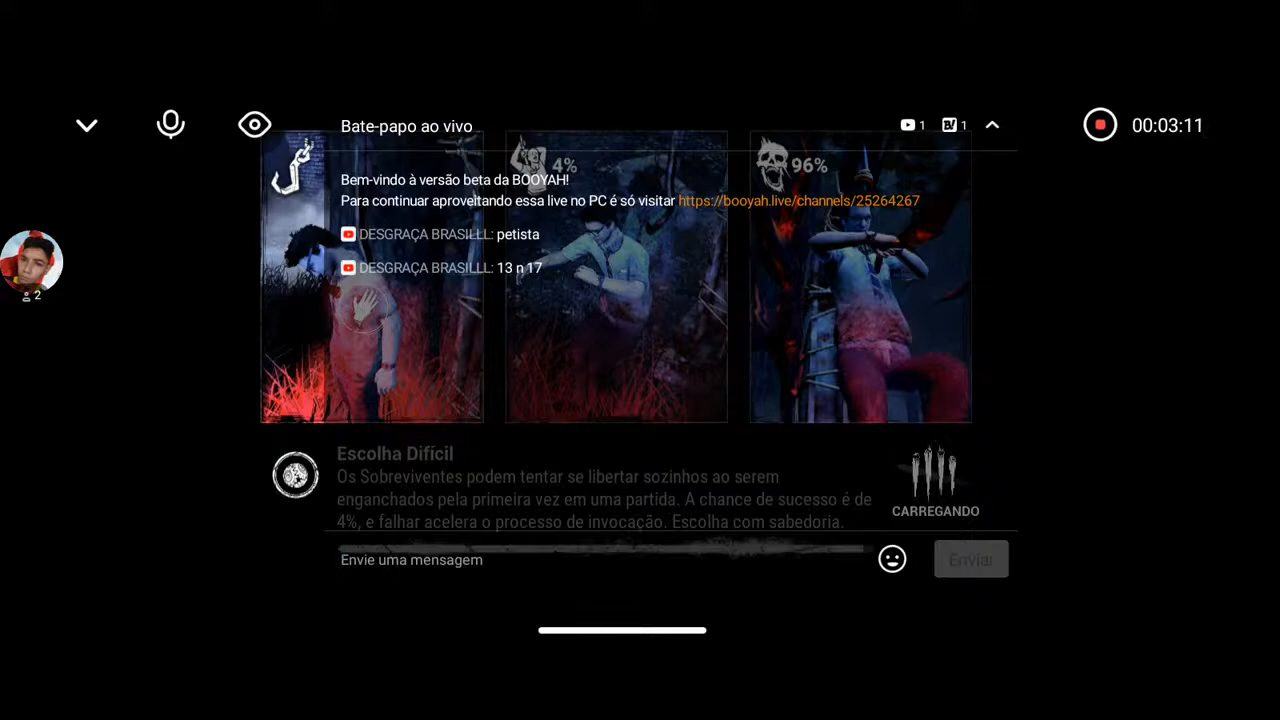 Bate-papo ao vivo
1
1
00:03:11
4%
96%
Bem-vindo à versão beta da BOOYAH!
Para continuar aproveitando essa live no PC é só visitar https://booyah.live/channels/25264267
DESGRAÇA BRASILLL: petista
DESGRAÇA BRASILLL: 13 n 17
2
Escolha Difícil
Os Sobreviventes podem tentar se libertar sozinhos ao serem
enganchados pela primeira vez em uma partida. A chance de sucesso é de
4%, e falhar acelera o processo de invocação. Escolha com sabedoria.
CARREGANDO
Envie uma mensagem
Enviar